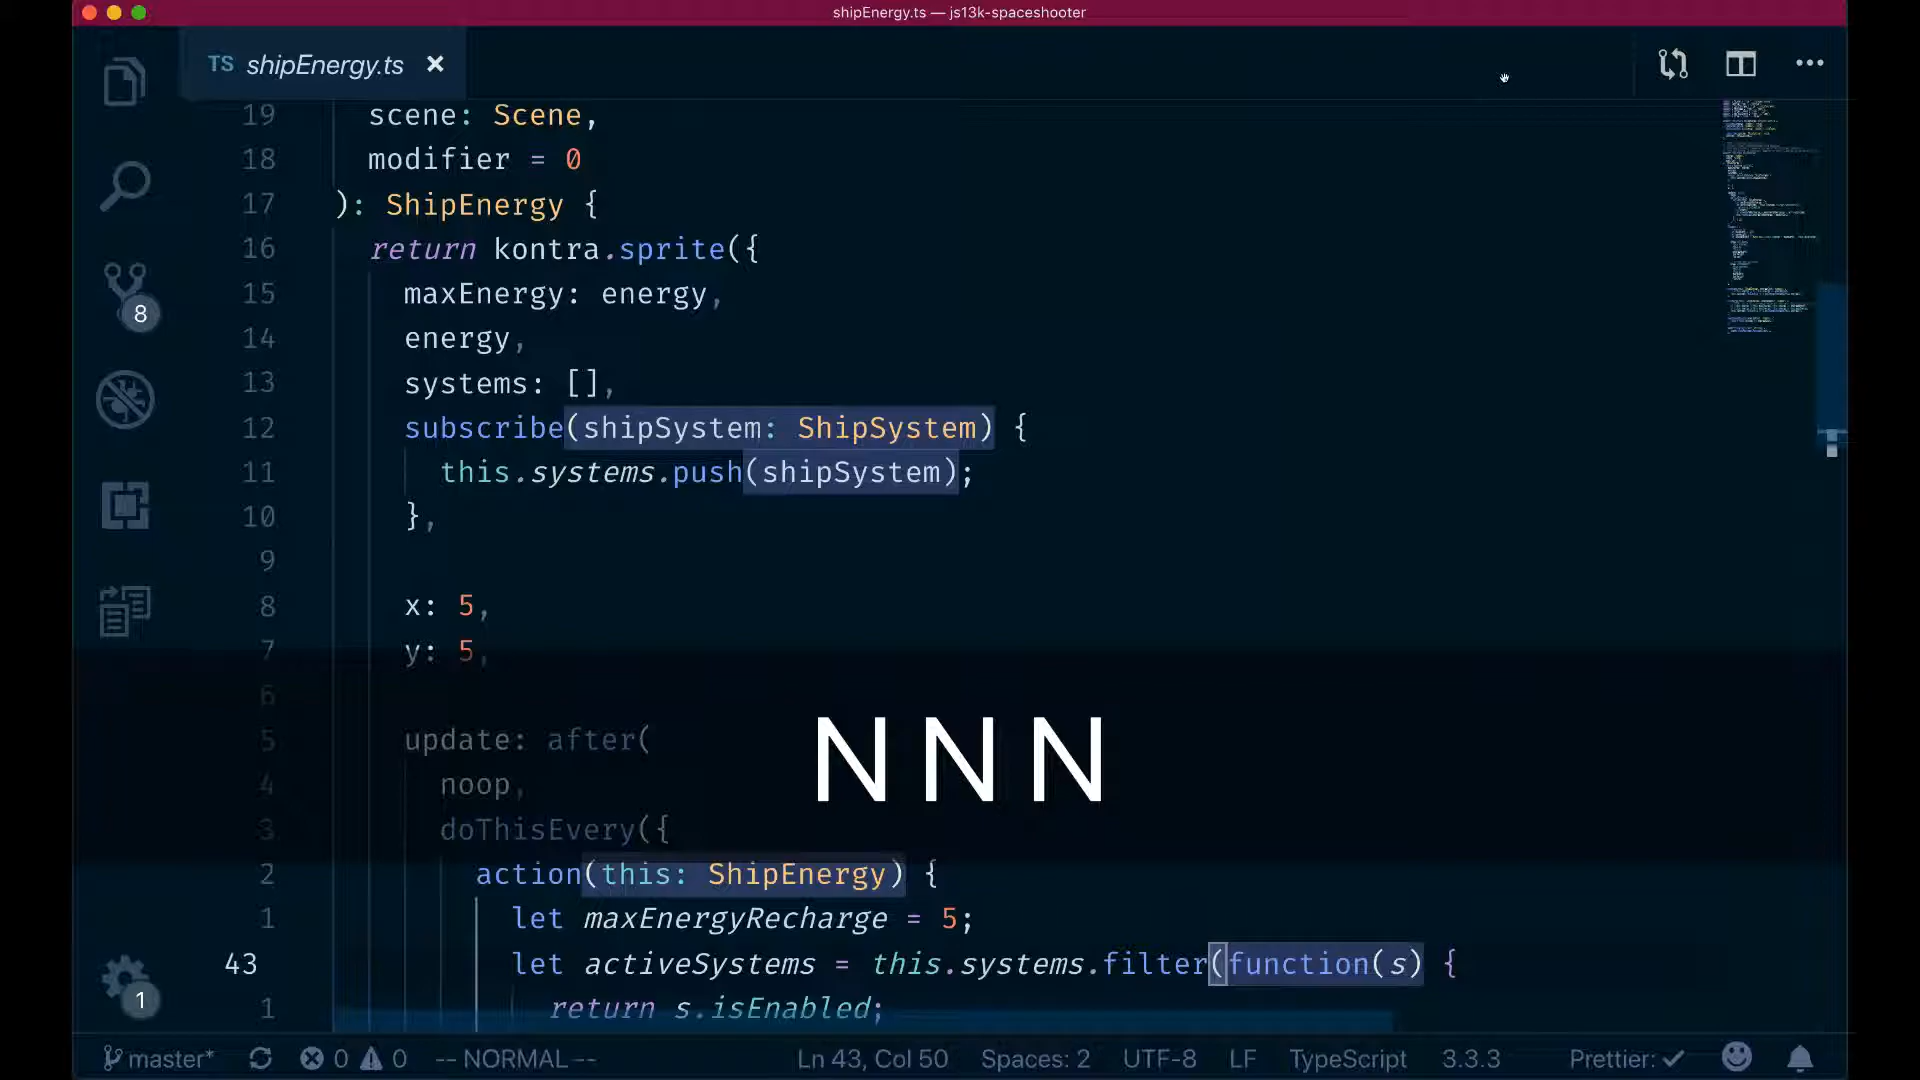 shipEnergy.ts — js13k-spaceshooter
TS shipEnergy.ts ×
19 scene: Scene,
18 modifier = 0
17 ): ShipEnergy {
16 return kontra.sprite({
15 maxEnergy: energy,
14 energy,
13 systems: [],
12 subscribe(shipSystem: ShipSystem) {
11 this.systems.push(shipSystem);
10 },
9
8 x: 5,
7 y: 5,
6
5 update: after(
4 noop,
3 doThisEvery({
2 action(this: ShipEnergy) {
1 let maxEnergyRecharge = 5;
43 let activeSystems = this.systems.filter(function(s) {
1 return s.isEnabled;
8
1
N N N
master* 0 0 -- NORMAL -- Ln 43, Col 50 Spaces: 2 UTF-8 LF TypeScript 3.3.3 Prettier: ✓